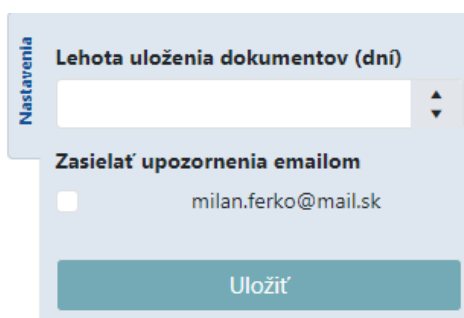 Nastavenia
Lehota uloženia dokumentov (dní)
Zasielať upozornenia emailom
milan.ferko@mail.sk
Uložiť